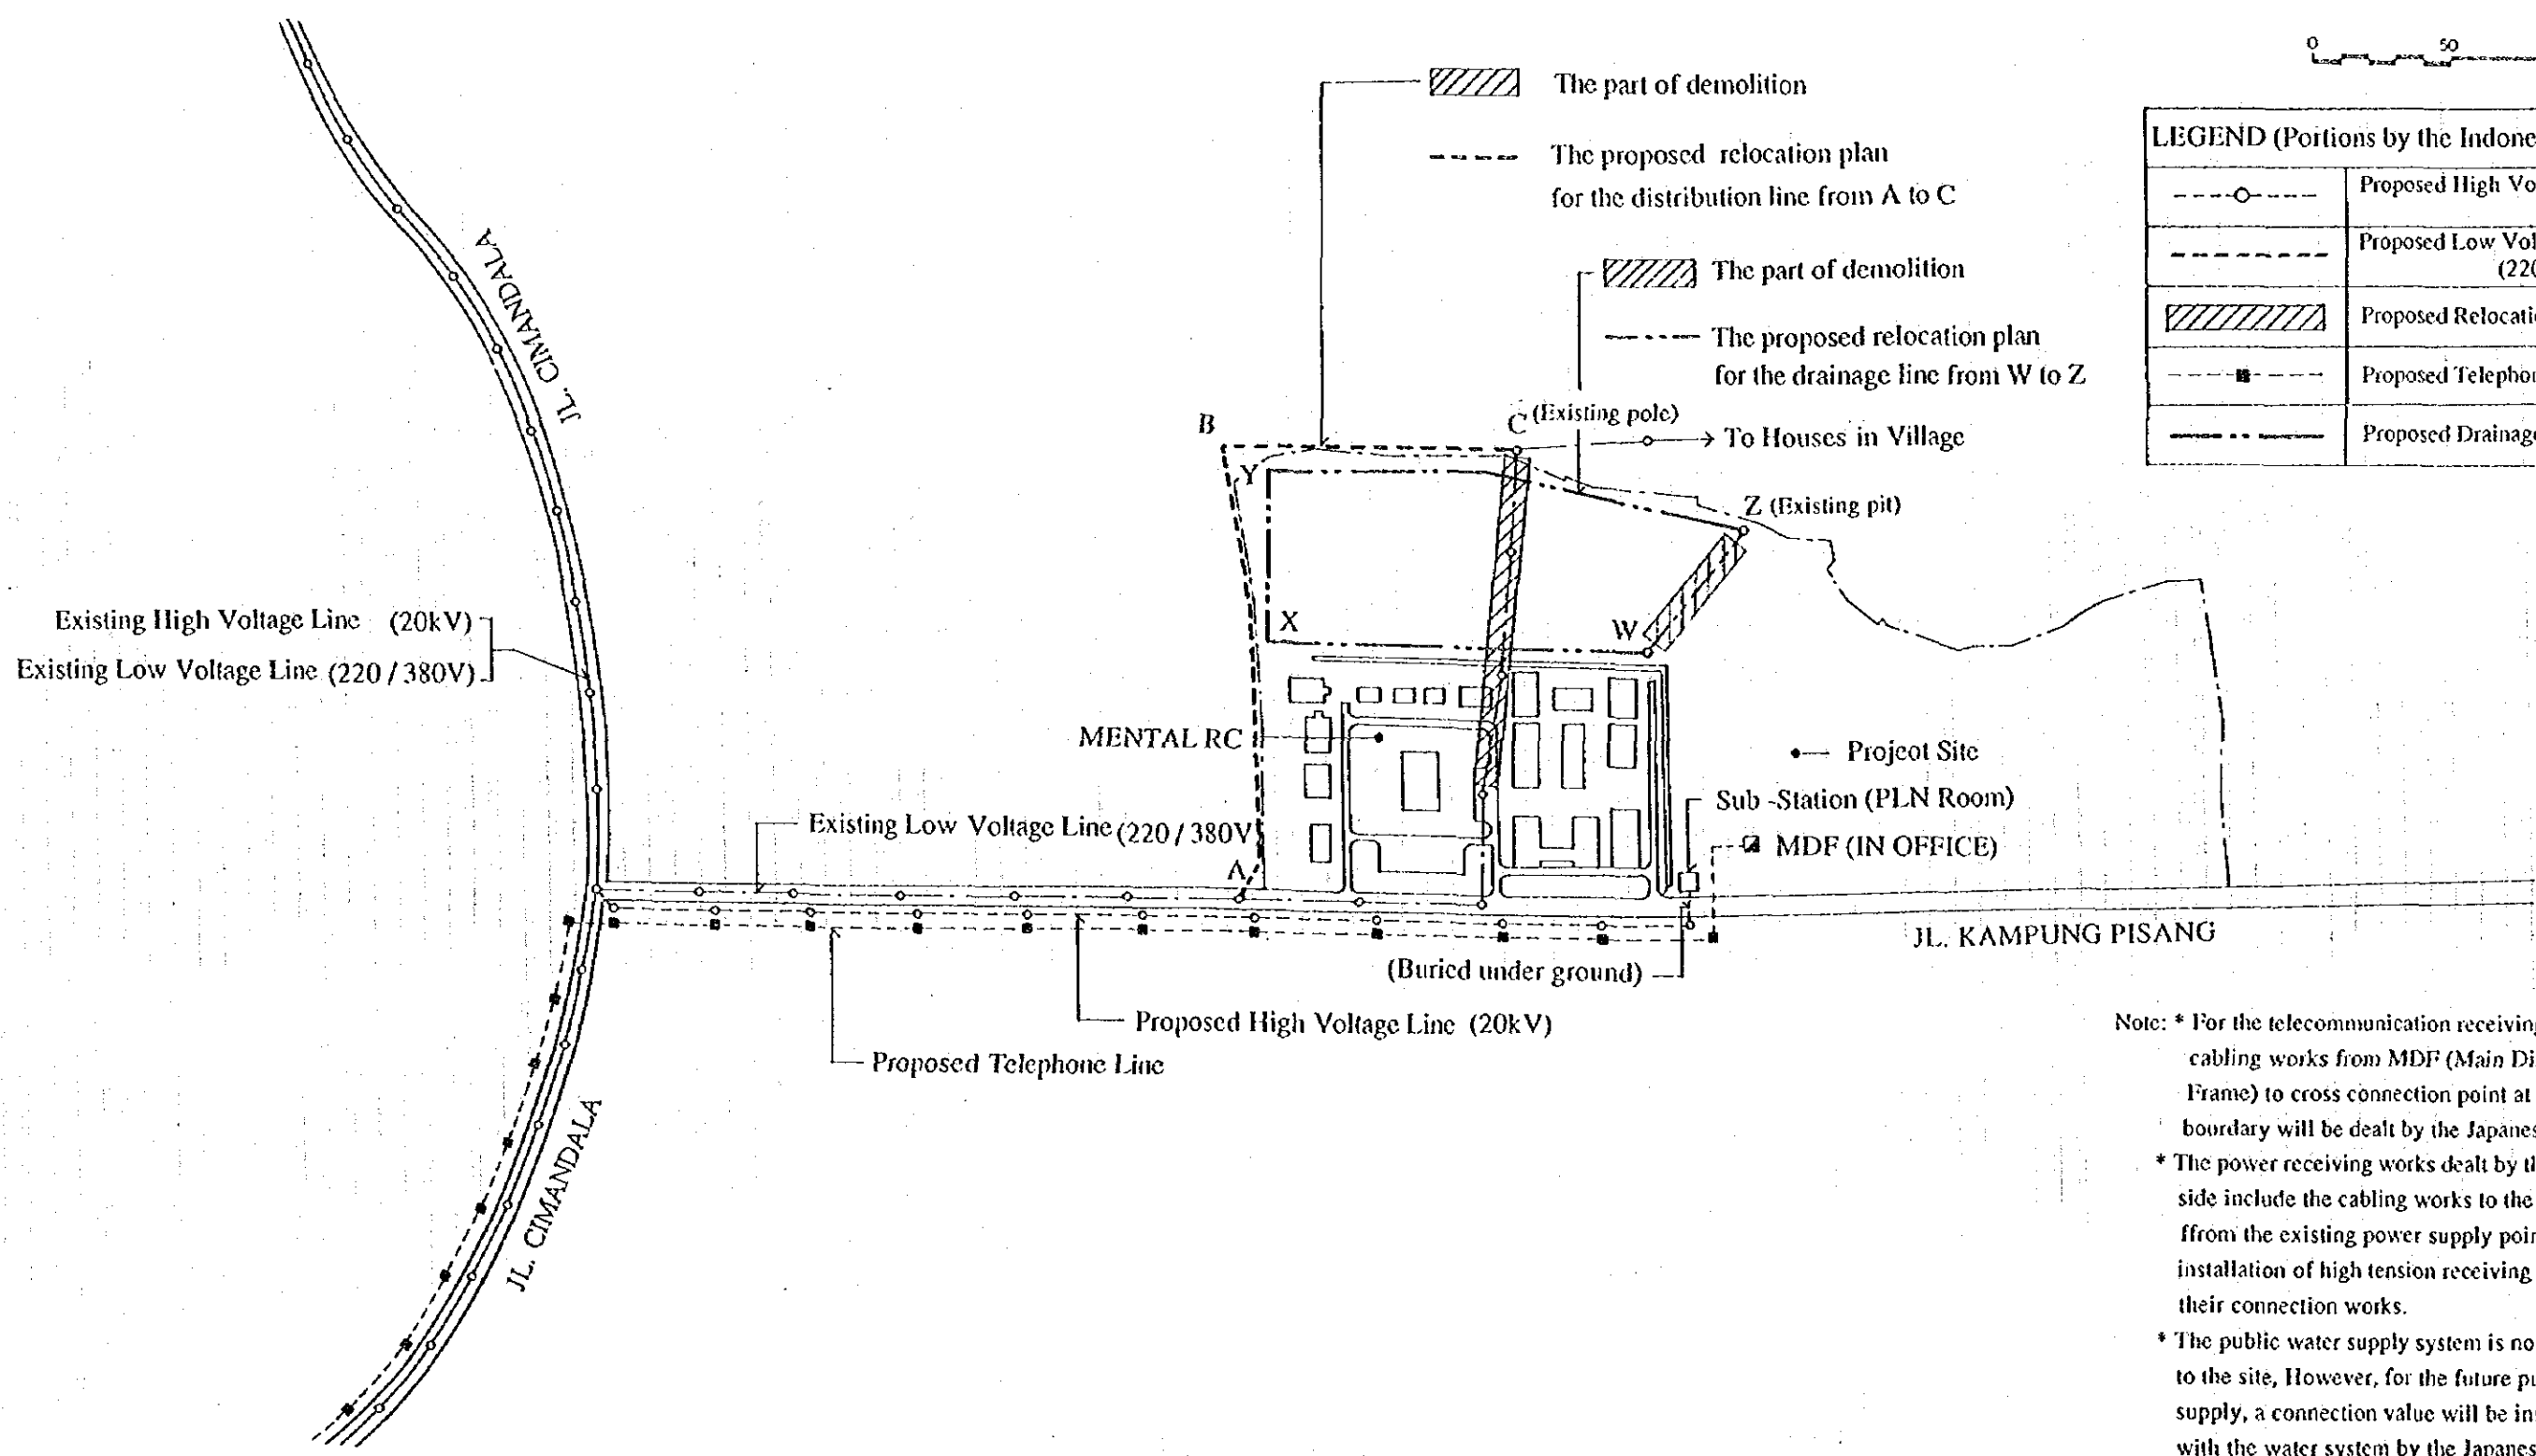 0 50
The part of demolition
The proposed relocation plan
for the distribution line from A to C
The part of demolition
The proposed relocation plan
for the drainage line from W to Z
LEGEND (Portions by the Indone
Proposed High Vo
Proposed Low Vol
(220
Proposed Relocati
Proposed Telepho
Proposed Drainag
JL. CIMANDALA
B
C (Existing pole)
To Houses in Village
Y
Z (Existing pit)
X
W
Existing High Voltage Line (20kV)
Existing Low Voltage Line (220 / 380V)
MENTAL RC
Project Site
Sub -Station (PLN Room)
MDF (IN OFFICE)
Existing Low Voltage Line (220 / 380V
A
JL. KAMPUNG PISANG
(Buried under ground)
Proposed High Voltage Line (20kV)
Proposed Telephone Line
JL. CIMANDALA
Note: * For the telecommunication receiving
cabling works from MDF (Main Di
Frame) to cross connection point at
bourdary will be dealt by the Japanes
* The power receiving works dealt by th
side include the cabling works to the
ffrom the existing power supply poin
installation of high tension receiving
their connection works.
* The public water supply system is no
to the site, However, for the future pu
supply, a connection value will be in
with the water system by the Japanes